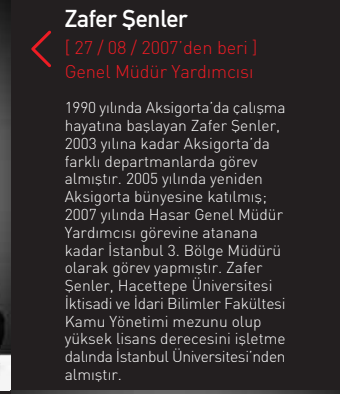 Zafer Şenler
[ 27 / 08 / 2007'den beri ]
Genel Müdür Yardımcısı
1990 yılında Aksigorta'da çalışma
hayatına başlayan Zafer Şenler,
2003 yılına kadar Aksigorta'da
farklı departmanlarda görev
almıştır. 2005 yılında yeniden
Aksigorta bünyesine katılmış;
2007 yılında Hasar Genel Müdür
Yardımcısı görevine atanana
kadar İstanbul 3. Bölge Müdürü
olarak görev yapmıştır. Zafer
Şenler, Hacettepe Üniversitesi
İktisadi ve İdari Bilimler Fakültesi
Kamu Yönetimi mezunu olup
yüksek lisans derecesini işletme
dalında İstanbul Üniversitesi'nden
almıştır.